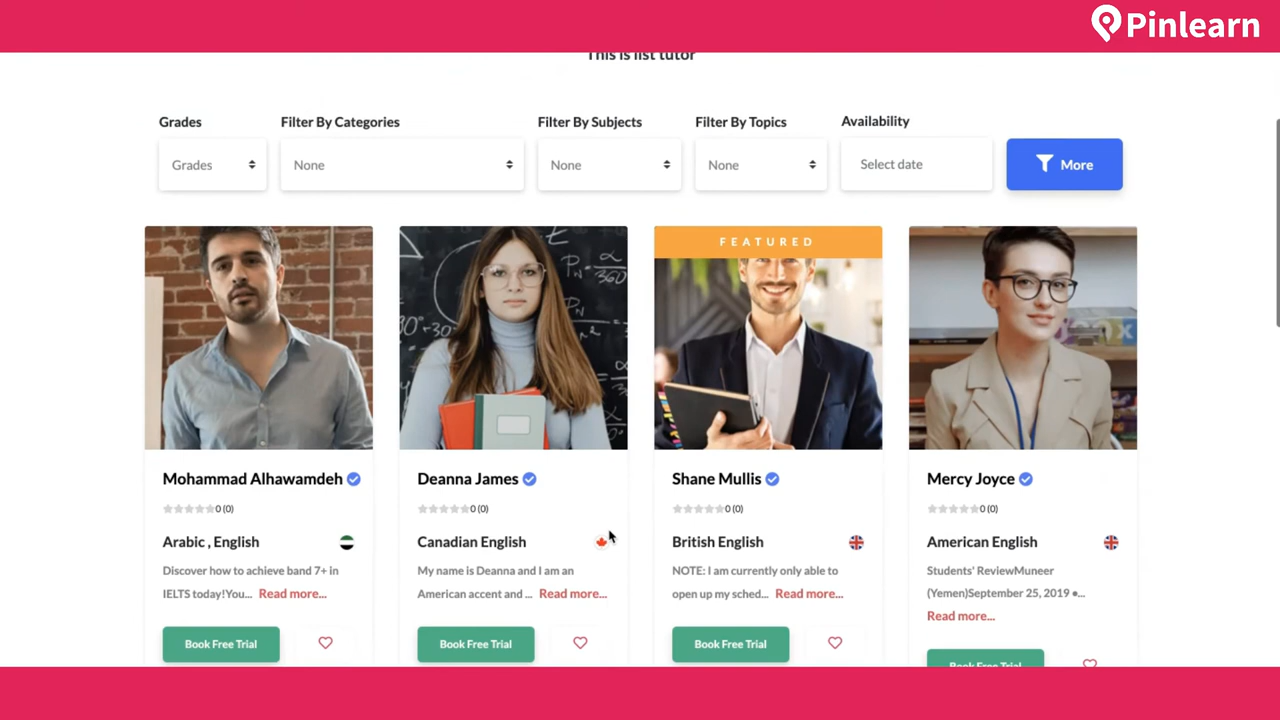 Pinlearn
This is list tutor
Grades
Filter By Categories
Filter By Subjects
Filter By Topics
Availability
Grades
None
None
None
Select date
More
FEATURED
Mohammad Alhawamdeh
0 (0)
Arabic , English
Discover how to achieve band 7+ in
IELTS today!You... Read more...
Book Free Trial
Deanna James
0 (0)
Canadian English
My name is Deanna and I am an
American accent and ... Read more...
Book Free Trial
Shane Mullis
0 (0)
British English
NOTE: I am currently only able to
open up my sched... Read more...
Book Free Trial
Mercy Joyce
0 (0)
American English
Students' ReviewMuneer
(Yemen)September 25, 2019 ●...
Read more...
Book Free Trial